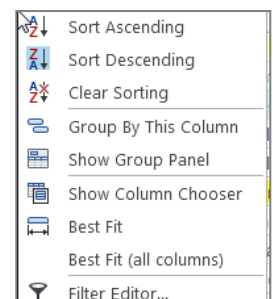 Sort Ascending
Sort Descending
Clear Sorting
Group By This Column
Show Group Panel
Show Column Chooser
Best Fit
Best Fit (all columns)
Filter Editor...